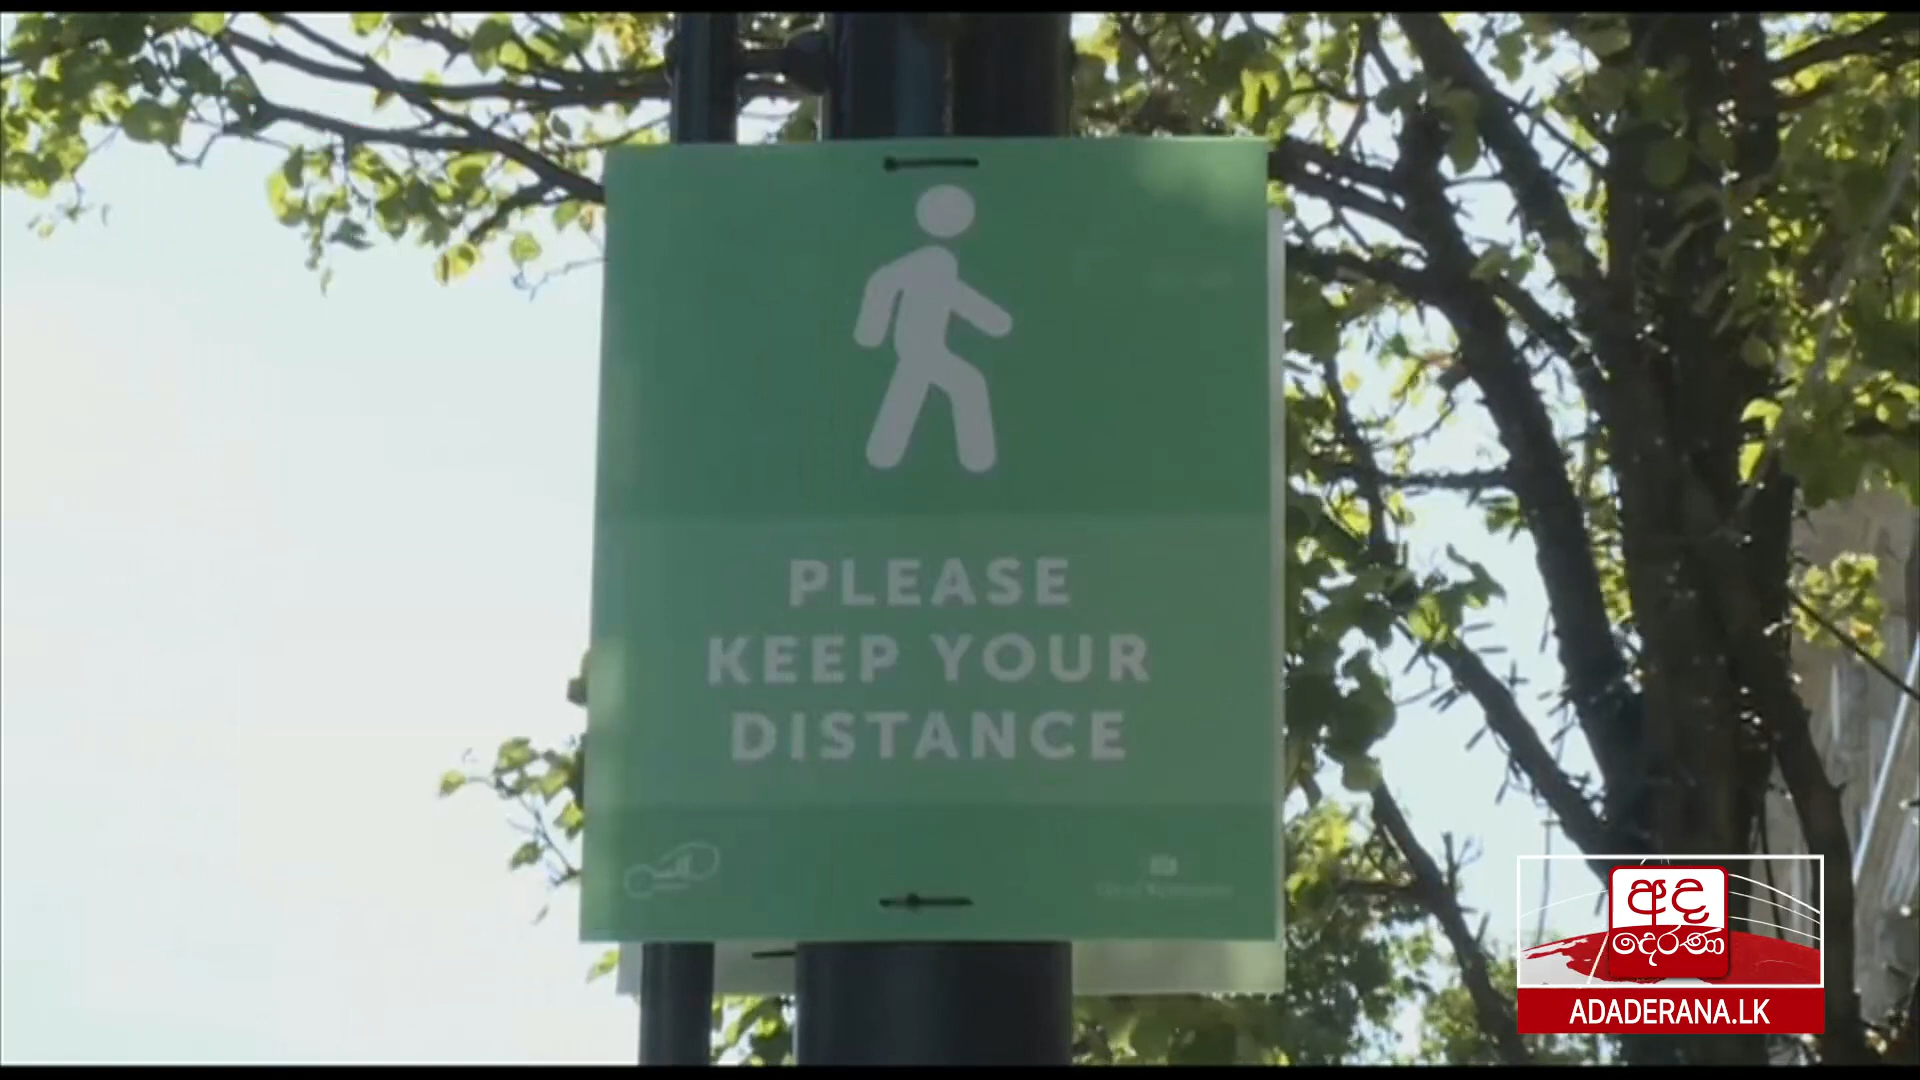 PLEASE
KEEP YOUR
DISTANCE
අද
දෙරණ
ADADERANA.LK